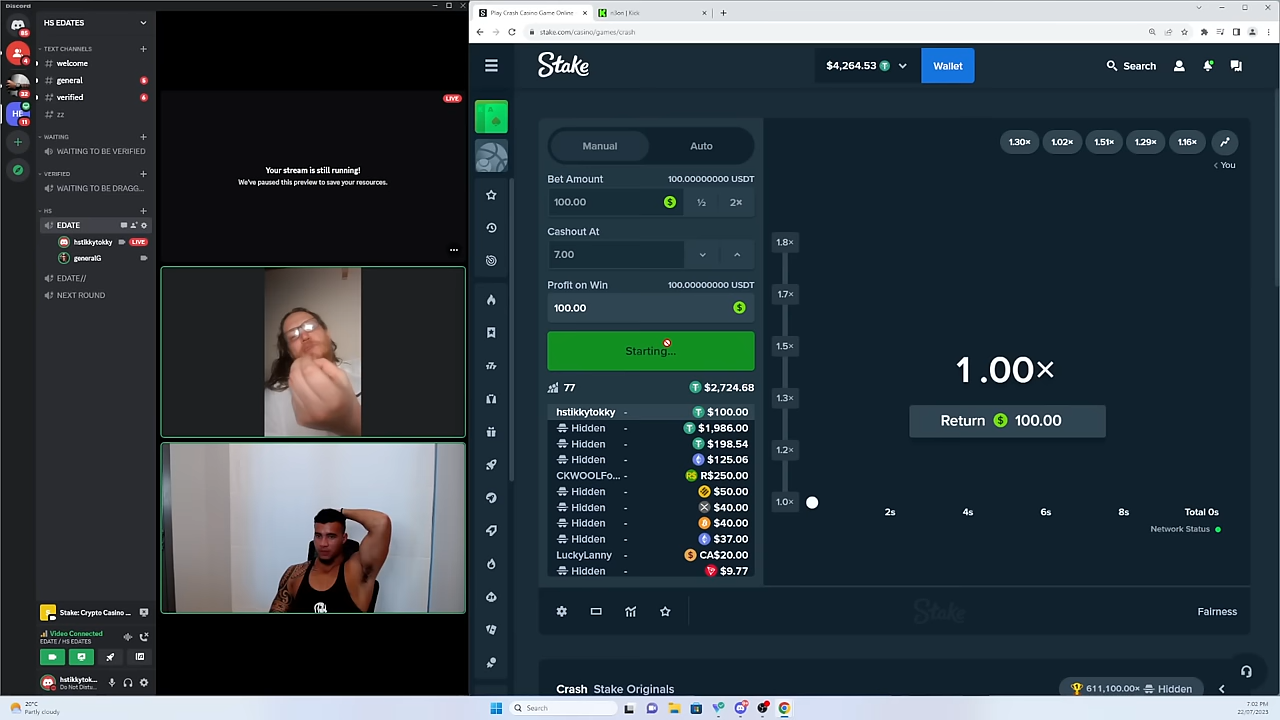 Discord
HS EDATES
TEXT CHANNELS
welcome
general
6
verified
6
zz
WAITING
WAITING TO BE VERIFIED
VERIFIED
WAITING TO BE DRAGG...
HS
EDATE
hstikkytokky
LIVE
generalG
EDATE//
NEXT ROUND
Stake: Crypto Casino ...
Video Connected
EDATE / HS EDATES
hstikkytok...
Do Not Distu...
LIVE
Your stream is still running!
We've paused this preview to save your resources.
Play Crash Casino Game Online
n3on | Kick
stake.com/casino/games/crash
Stake
$4,264.53
Wallet
Search
Manual
Auto
Bet Amount
100.00000000 USDT
100.00
½
2×
Cashout At
7.00
Profit on Win
100.00000000 USDT
100.00
Starting...
77
$2,724.68
hstikkytokky - $100.00
Hidden - $1,986.00
Hidden - $198.54
Hidden - $125.06
CKWOOLFo... - R$250.00
Hidden - $50.00
Hidden - $40.00
Hidden - $40.00
Hidden - $37.00
LuckyLanny - CA$20.00
Hidden - $9.77
1.30×
1.02×
1.51×
1.29×
1.16×
You
1.8×
1.7×
1.5×
1.3×
1.2×
1.0×
1.00×
Return 100.00
2s
4s
6s
8s
Total 0s
Network Status
Stake
Fairness
Crash Stake Originals
611,100.00× Hidden
20°C
Partly cloudy
Search
7:02 PM
22/07/2023